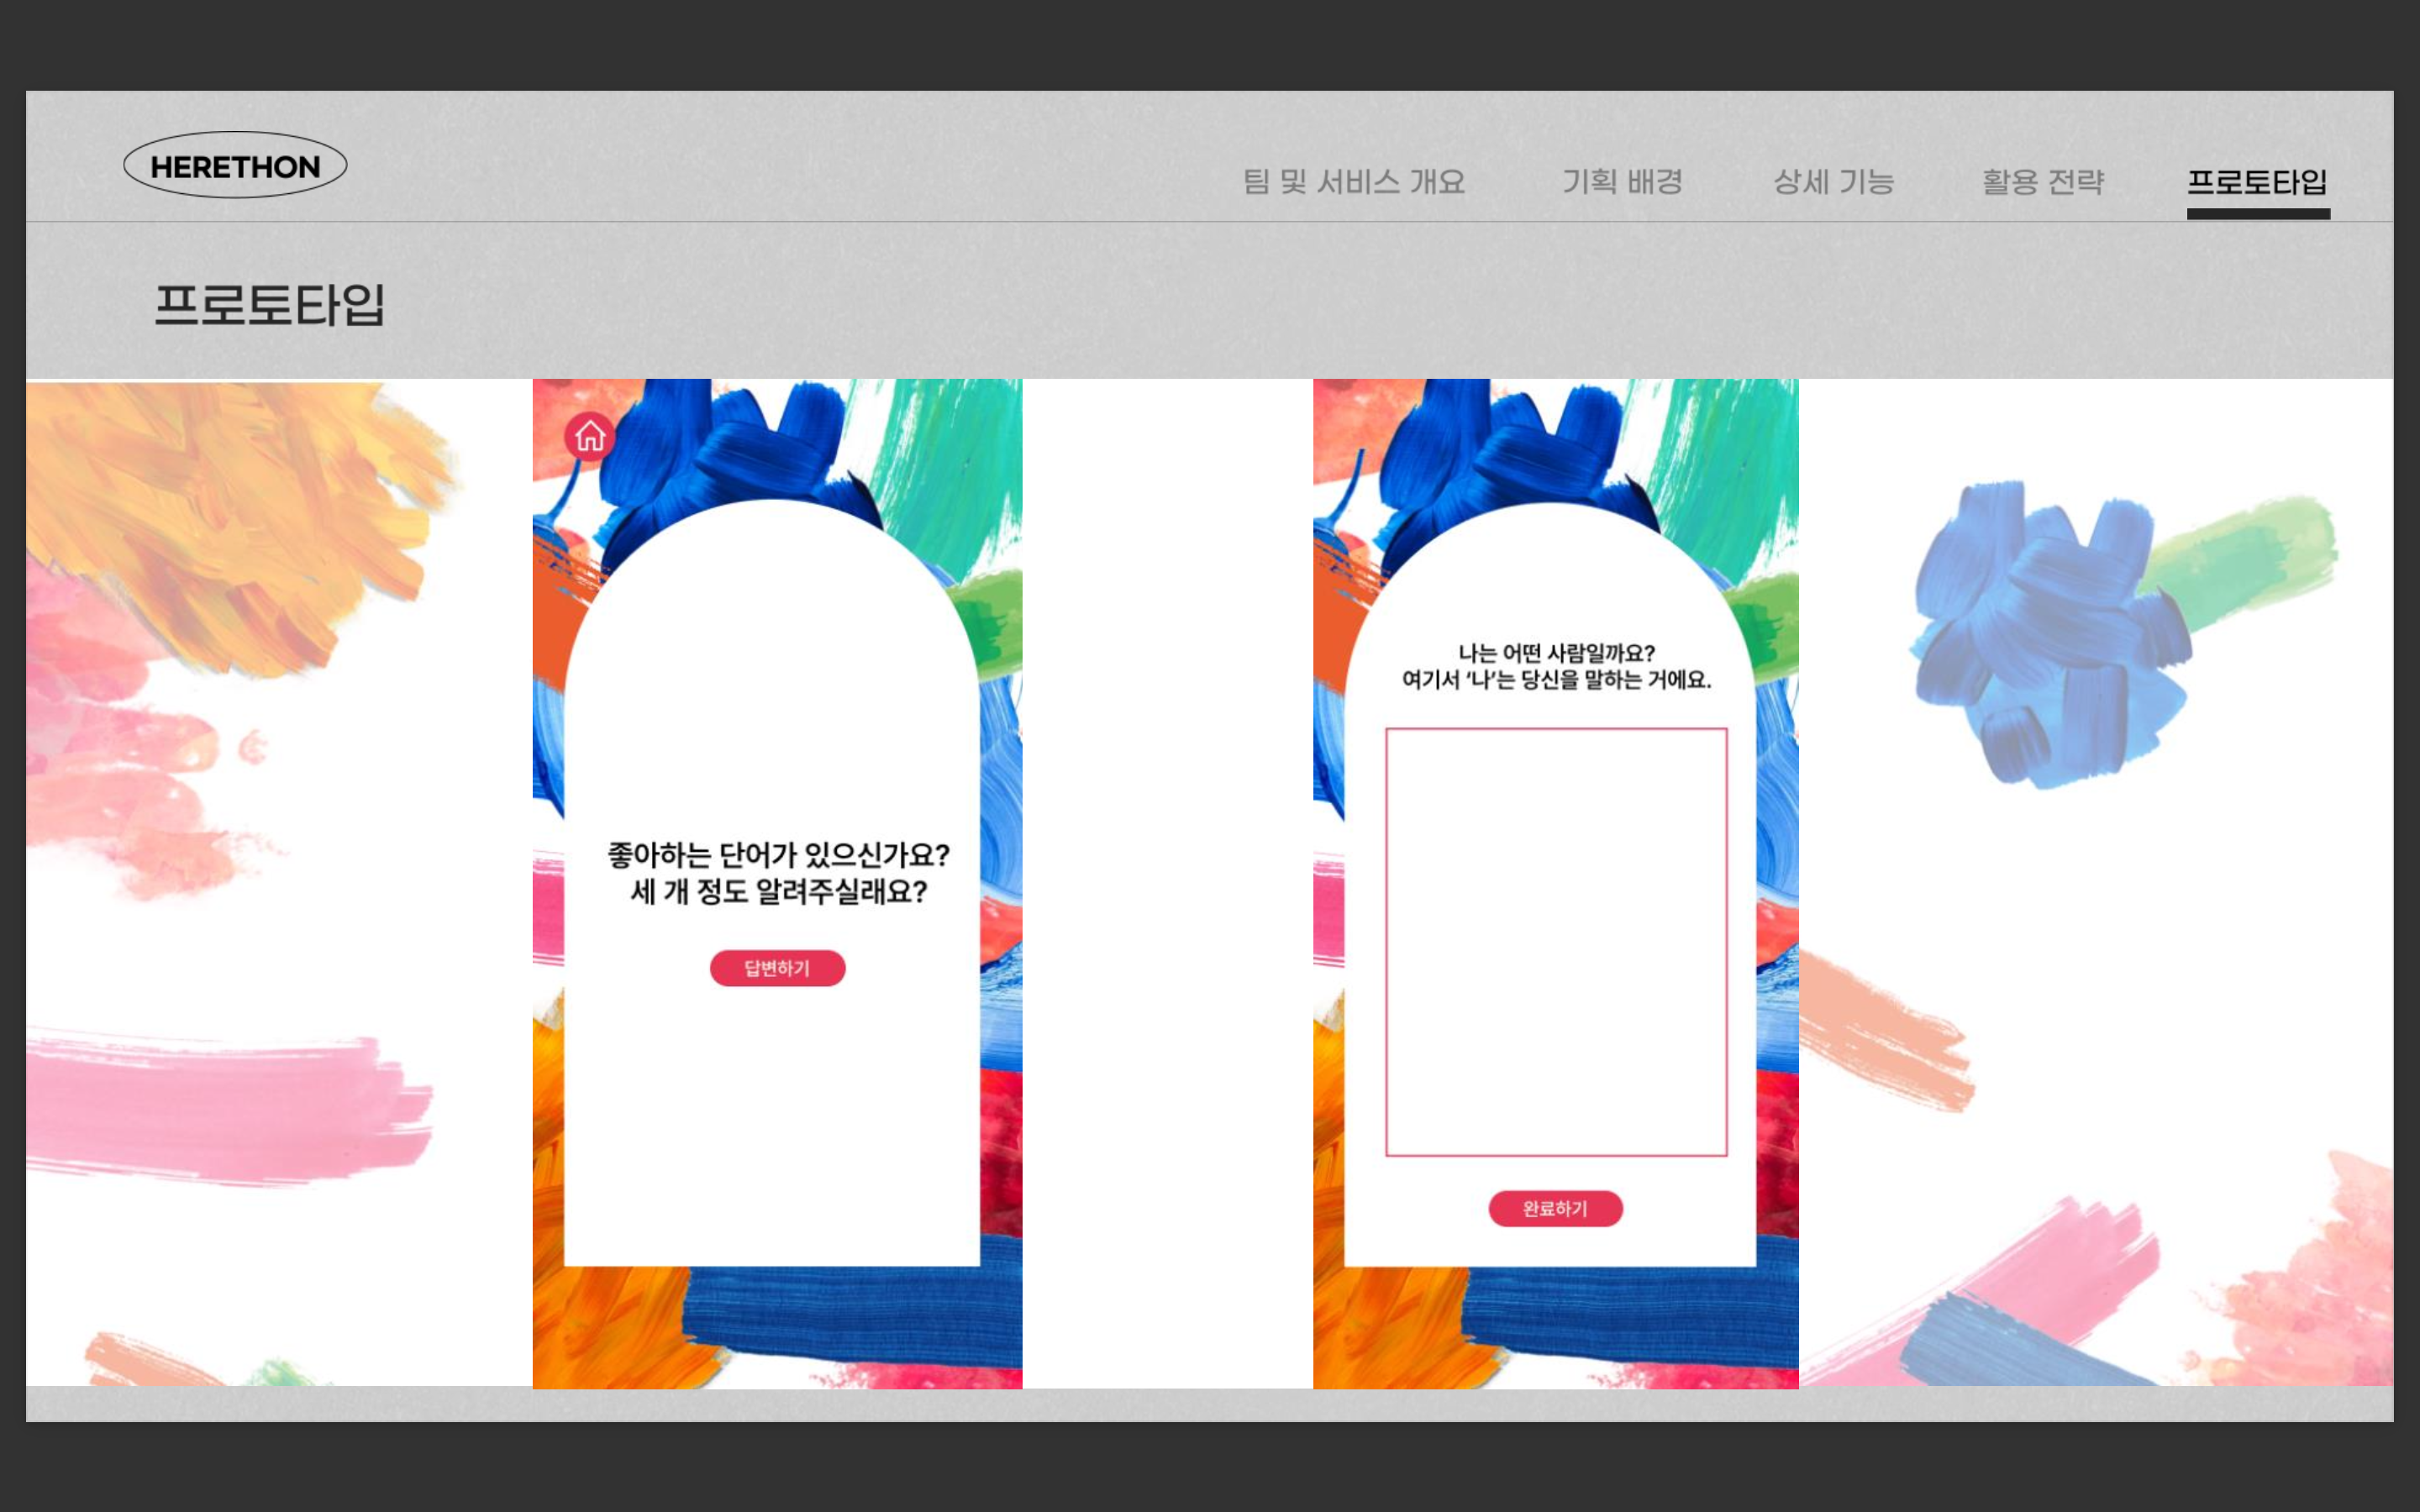 HERETHON
팀 및 서비스 개요
기획 배경
상세 기능
활용 전략
프로토타입
프로토타입
좋아하는 단어가 있으신가요?
세 개 정도 알려주실래요?
답변하기
나는 어떤 사람일까요?
여기서 ‘나’는 당신을 말하는 거에요.
완료하기